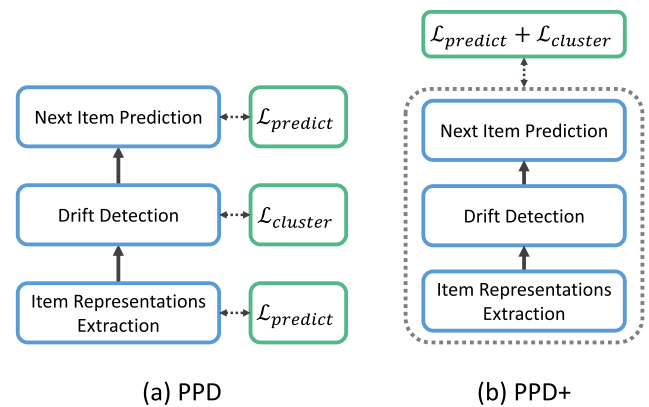 Next Item Prediction
ℒ_predict
Drift Detection
ℒ_cluster
Item Representations
Extraction
ℒ_predict
(a) PPD
ℒ_predict + ℒ_cluster
Next Item Prediction
Drift Detection
Item Representations
Extraction
(b) PPD+